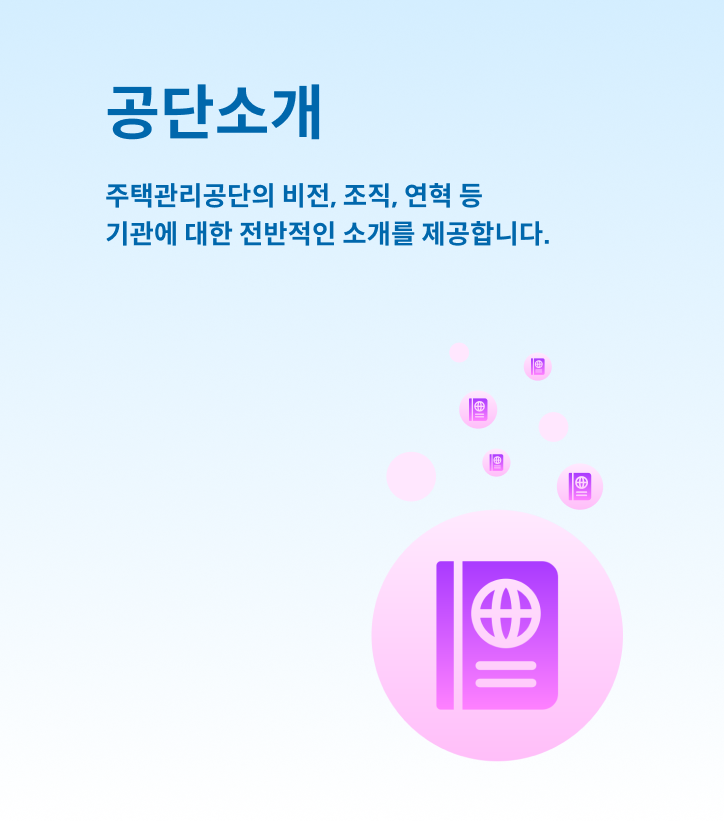 공단소개
주택관리공단의 비전, 조직, 연혁 등
기관에 대한 전반적인 소개를 제공합니다.